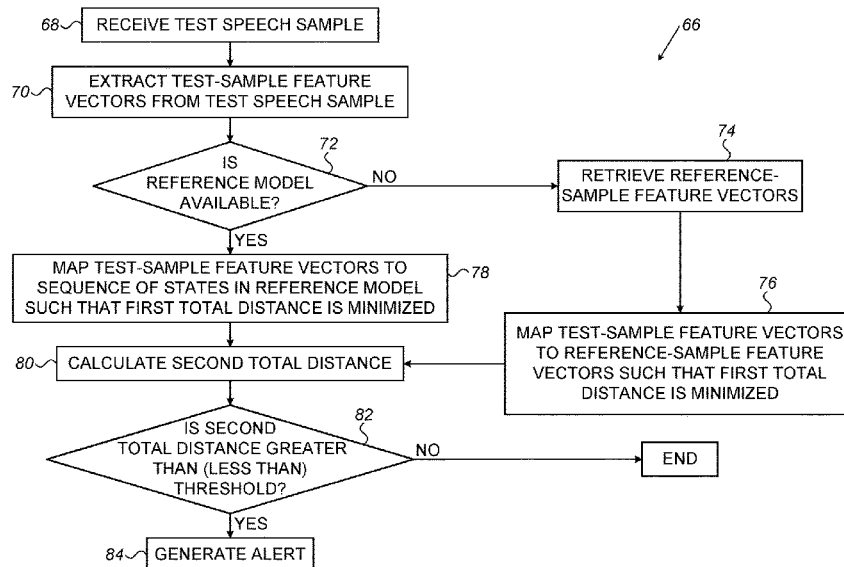 68
RECEIVE TEST SPEECH SAMPLE
66
70
EXTRACT TEST-SAMPLE FEATURE
VECTORS FROM TEST SPEECH SAMPLE
72
IS
REFERENCE MODEL
AVAILABLE?
NO
74
RETRIEVE REFERENCE-
SAMPLE FEATURE VECTORS
YES
MAP TEST-SAMPLE FEATURE VECTORS TO
SEQUENCE OF STATES IN REFERENCE MODEL
SUCH THAT FIRST TOTAL DISTANCE IS MINIMIZED
78
76
MAP TEST-SAMPLE FEATURE VECTORS
TO REFERENCE-SAMPLE FEATURE
VECTORS SUCH THAT FIRST TOTAL
DISTANCE IS MINIMIZED
80
CALCULATE SECOND TOTAL DISTANCE
82
IS SECOND
TOTAL DISTANCE GREATER
THAN (LESS THAN)
THRESHOLD?
NO
END
YES
84
GENERATE ALERT